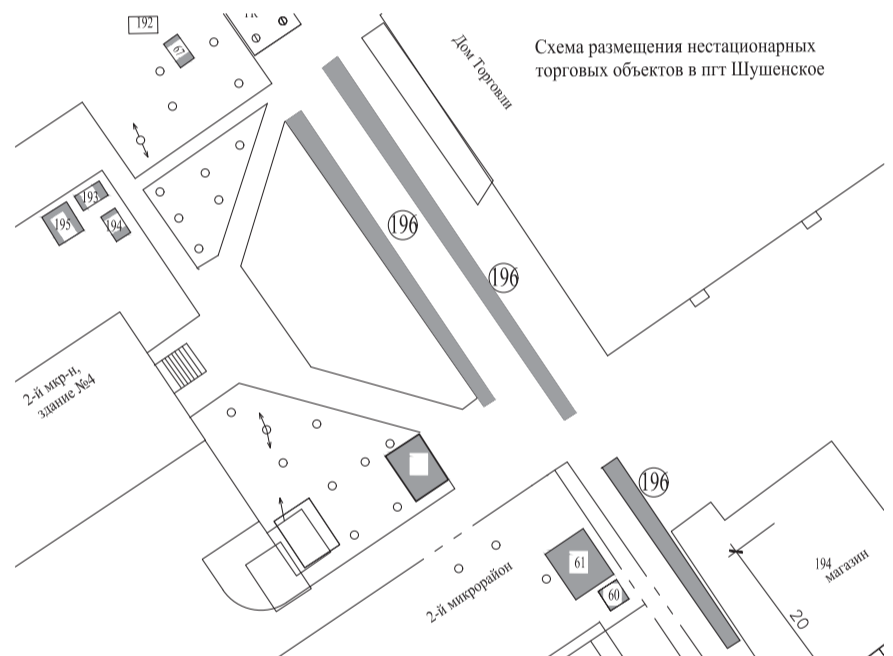 192
67
Дом Торговли
Схема размещения нестационарных
торговых объектов в пгт Шушенское
193
195
194
196
196
2-й мкр-н,
здание №4
196
61
60
2-й микрорайон
194
магазин
20